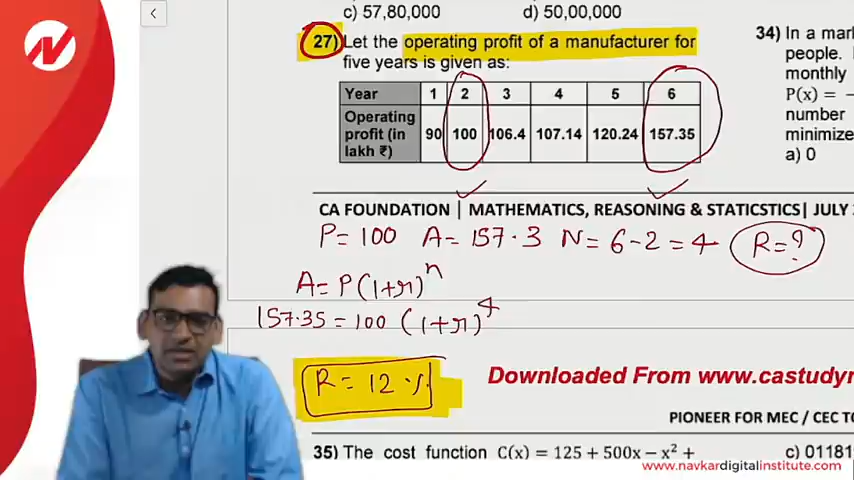 c) 57,80,000 d) 50,00,000
27) Let the operating profit of a manufacturer for
five years is given as:
Year 1 2 3 4 5 6
Operating profit (in lakh ₹) 90 100 106.4 107.14 120.24 157.35
34) In a mar
people.
monthly
P(x) = −
number
minimize
a) 0
CA FOUNDATION | MATHEMATICS, REASONING & STATICSTICS| JULY
P = 100 A = 157.3 N = 6-2 = 4 R = ?
A = P(1+r)^n
157.35 = 100 (1+r)^4
R = 12 %
Downloaded From www.castudyn
PIONEER FOR MEC / CEC TO
35) The cost function C(x) = 125 + 500x − x² + c) 01181
www.navkardigitalinstitute.com